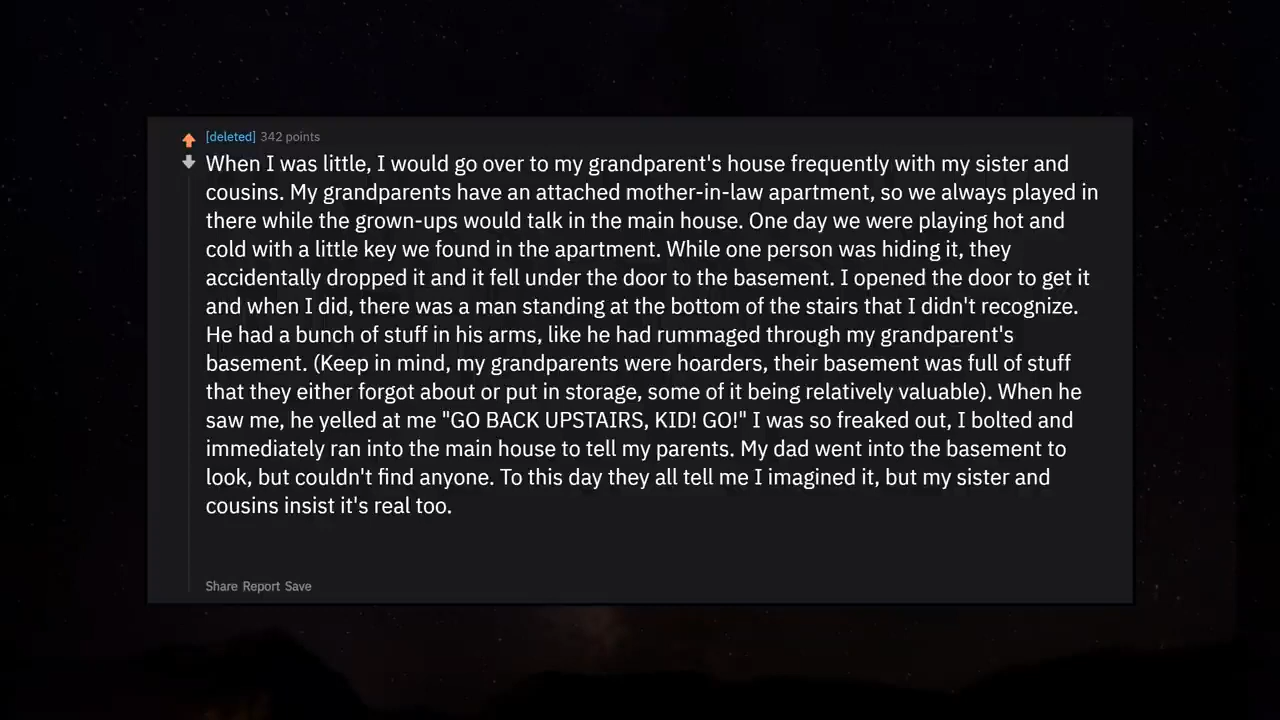 [deleted] 342 points
When I was little, I would go over to my grandparent's house frequently with my sister and
cousins. My grandparents have an attached mother-in-law apartment, so we always played in
there while the grown-ups would talk in the main house. One day we were playing hot and
cold with a little key we found in the apartment. While one person was hiding it, they
accidentally dropped it and it fell under the door to the basement. I opened the door to get it
and when I did, there was a man standing at the bottom of the stairs that I didn't recognize.
He had a bunch of stuff in his arms, like he had rummaged through my grandparent's
basement. (Keep in mind, my grandparents were hoarders, their basement was full of stuff
that they either forgot about or put in storage, some of it being relatively valuable). When he
saw me, he yelled at me "GO BACK UPSTAIRS, KID! GO!" I was so freaked out, I bolted and
immediately ran into the main house to tell my parents. My dad went into the basement to
look, but couldn't find anyone. To this day they all tell me I imagined it, but my sister and
cousins insist it's real too.
Share Report Save